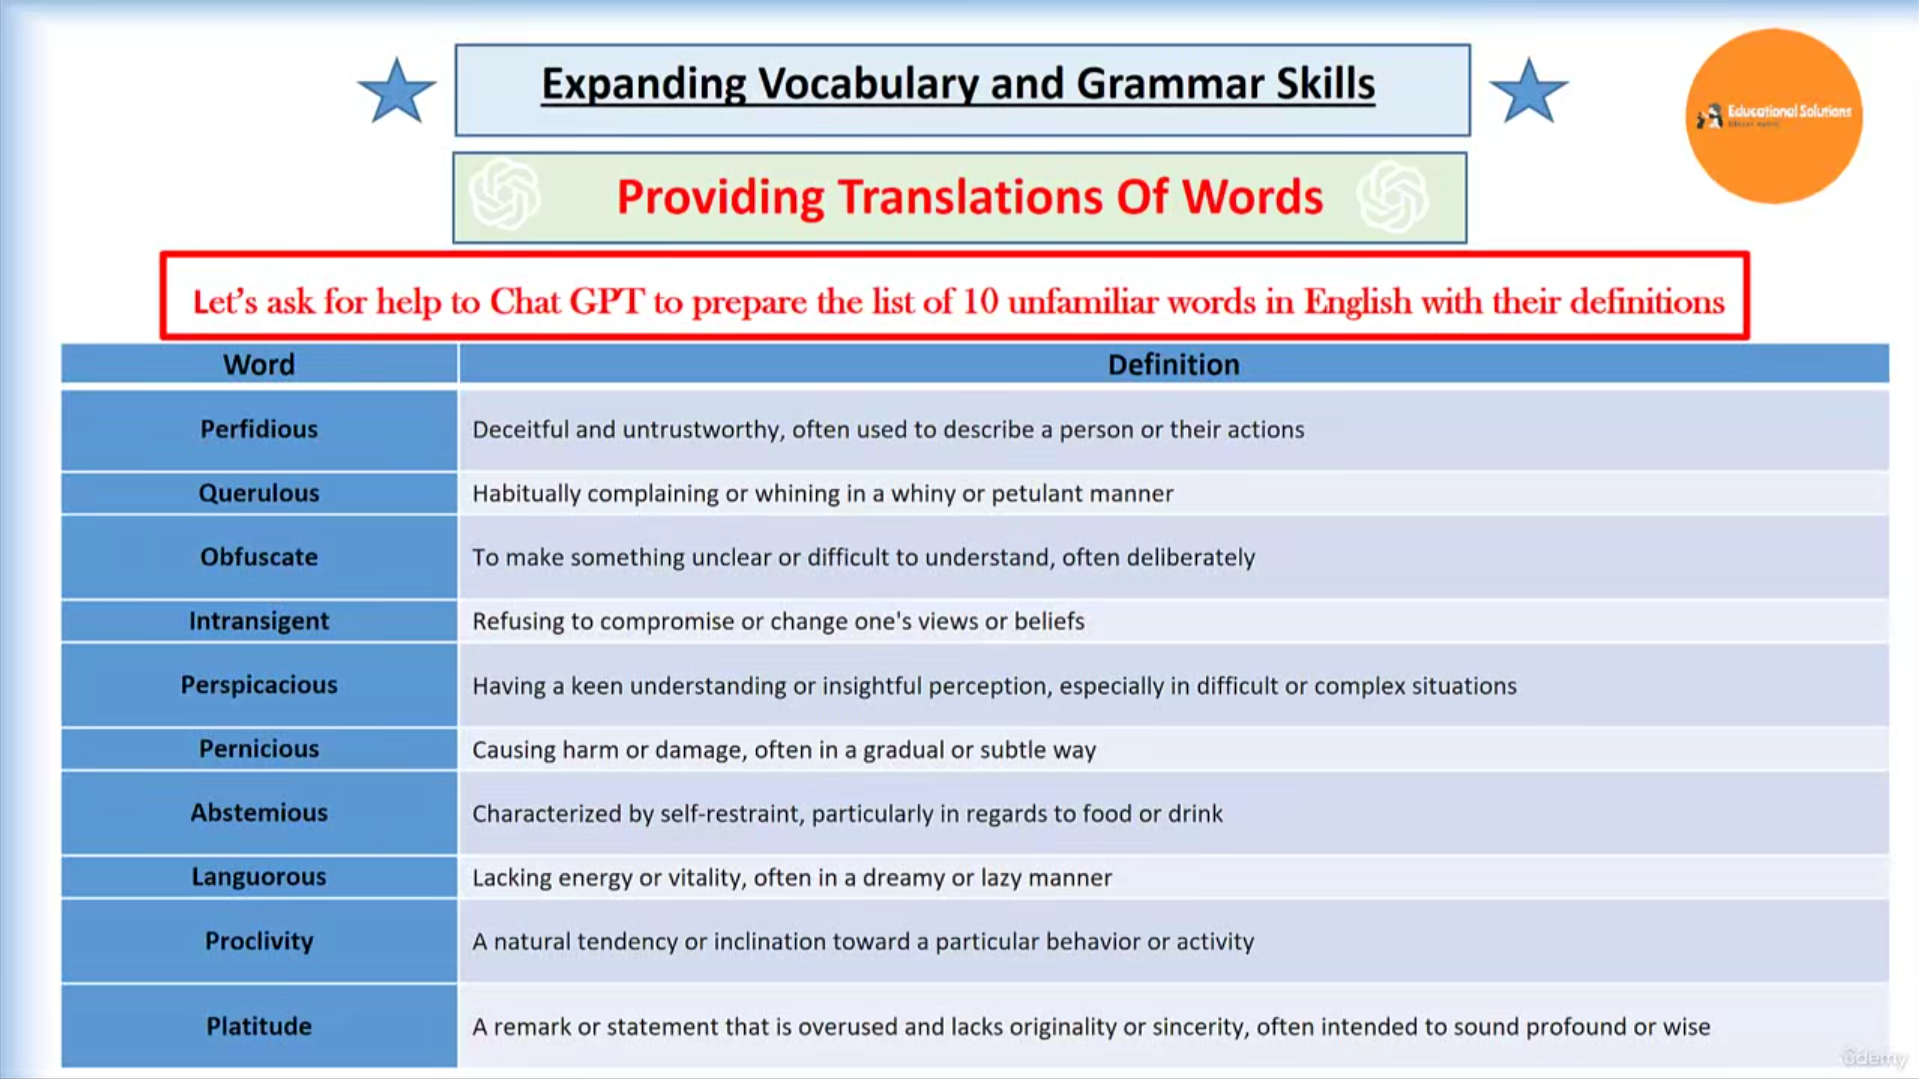 Expanding Vocabulary and Grammar Skills
Educational Solutions
Providing Translations Of Words
Let's ask for help to Chat GPT to prepare the list of 10 unfamiliar words in English with their definitions
Word Definition
Perfidious Deceitful and untrustworthy, often used to describe a person or their actions
Querulous Habitually complaining or whining in a whiny or petulant manner
Obfuscate To make something unclear or difficult to understand, often deliberately
Intransigent Refusing to compromise or change one's views or beliefs
Perspicacious Having a keen understanding or insightful perception, especially in difficult or complex situations
Pernicious Causing harm or damage, often in a gradual or subtle way
Abstemious Characterized by self-restraint, particularly in regards to food or drink
Languorous Lacking energy or vitality, often in a dreamy or lazy manner
Proclivity A natural tendency or inclination toward a particular behavior or activity
Platitude A remark or statement that is overused and lacks originality or sincerity, often intended to sound profound or wise
ûdemy